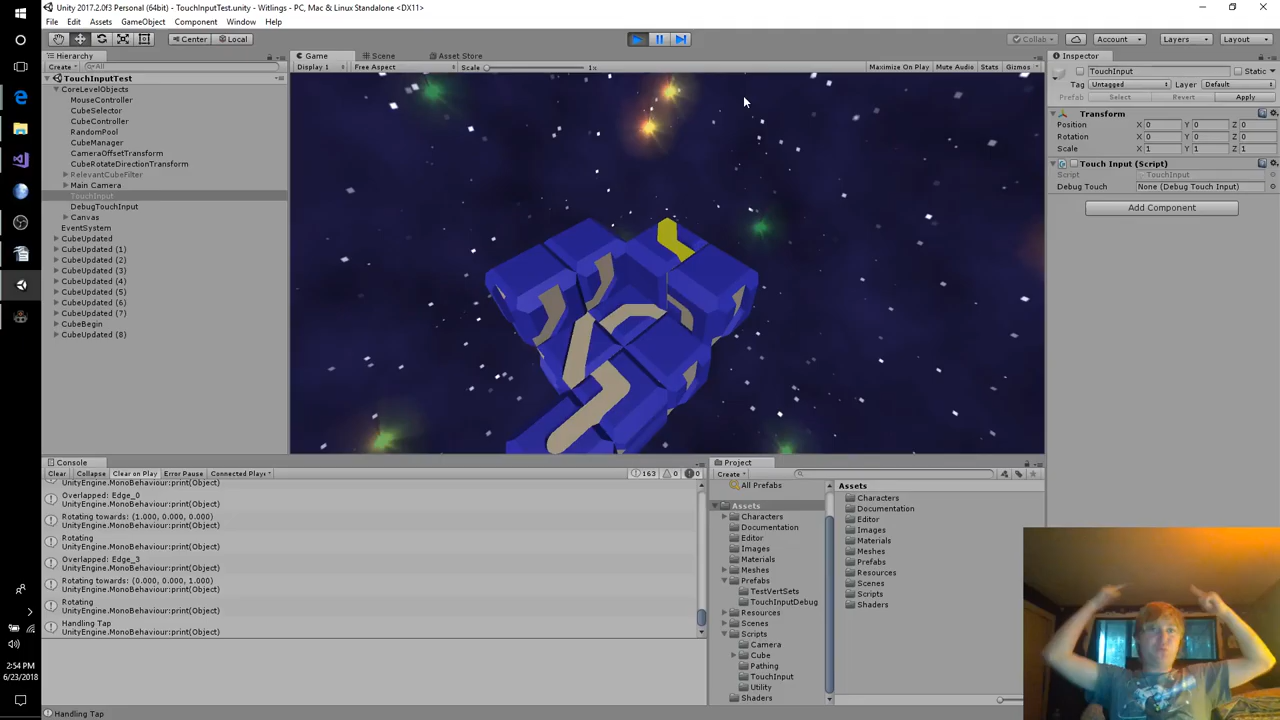 Unity 2017.2.0f3 Personal (64bit) - TouchInputTest.unity - Witlings - PC, Mac & Linux Standalone <DX11>
File Edit Assets GameObject Component Window Help
Center Local Collab Account Layers Layout
Hierarchy
Create All
TouchInputTest
CoreLevelObjects
MouseController
CubeSelector
CubeController
RandomPool
CubeManager
CameraOffsetTransform
CubeRotateDirectionTransform
RelevantCubeFilter
Main Camera
TouchInput
DebugTouchInput
Canvas
EventSystem
CubeUpdated
CubeUpdated (1)
CubeUpdated (2)
CubeUpdated (3)
CubeUpdated (4)
CubeUpdated (5)
CubeUpdated (6)
CubeUpdated (7)
CubeBegin
CubeUpdated (8)
Game Scene Asset Store
Display 1 Free Aspect Scale 1x Maximize On Play Mute Audio Stats Gizmos
Inspector
TouchInput Static
Tag Untagged Layer Default
Prefab Select Revert Apply
Transform
Position X 0 Y 0 Z 0
Rotation X 0 Y 0 Z 0
Scale X 1 Y 1 Z 1
Touch Input (Script)
Script TouchInput
Debug Touch None (Debug Touch Input)
Add Component
Console
Clear Collapse Clear on Play Error Pause Connected Playe 163 0 0
UnityEngine.MonoBehaviour:print(Object)
Overlapped: Edge_0
UnityEngine.MonoBehaviour:print(Object)
Rotating towards: (1.000, 0.000, 0.000)
UnityEngine.MonoBehaviour:print(Object)
Rotating
UnityEngine.MonoBehaviour:print(Object)
Overlapped: Edge_3
UnityEngine.MonoBehaviour:print(Object)
Rotating towards: (0.000, 0.000, 1.000)
UnityEngine.MonoBehaviour:print(Object)
Rotating
UnityEngine.MonoBehaviour:print(Object)
Handling Tap
UnityEngine.MonoBehaviour:print(Object)
Handling Tap
Project
Create
All Prefabs
Assets
Characters
Documentation
Editor
Images
Materials
Meshes
Prefabs
TestVertSets
TouchInputDebug
Resources
Scenes
Scripts
Camera
Cube
Pathing
TouchInput
Utility
Shaders
Assets
Characters
Documentation
Editor
Images
Materials
Meshes
Prefabs
Resources
Scenes
Scripts
Shaders
2:54 PM
6/23/2018